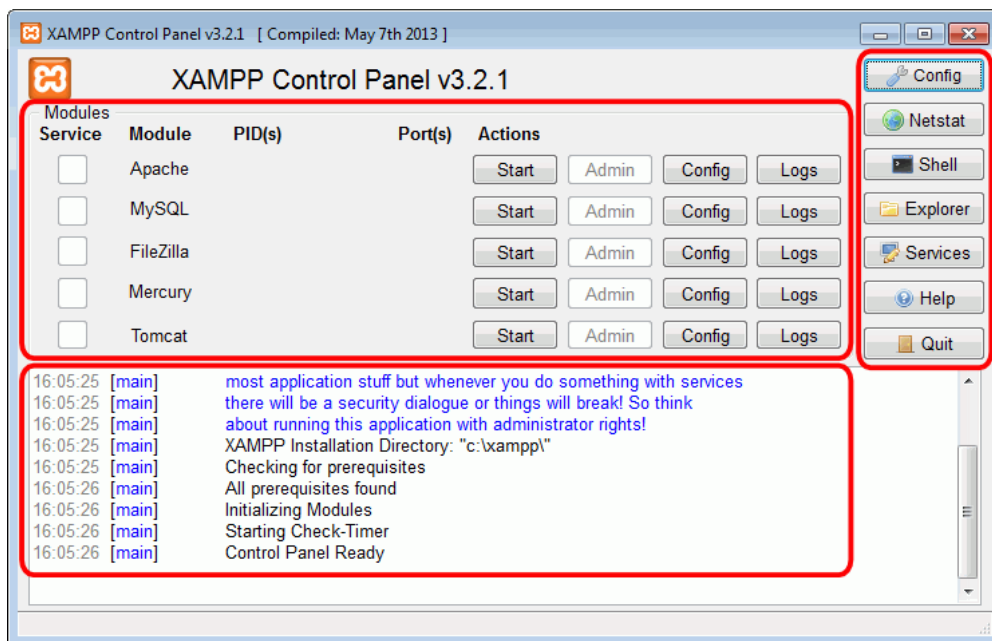 XAMPP Control Panel v3.2.1 [ Compiled: May 7th 2013 ]
XAMPP Control Panel v3.2.1
Modules
Service Module PID(s) Port(s) Actions
Apache Start Admin Config Logs
MySQL Start Admin Config Logs
FileZilla Start Admin Config Logs
Mercury Start Admin Config Logs
Tomcat Start Admin Config Logs
Config
Netstat
Shell
Explorer
Services
Help
Quit
16:05:25 [main] most application stuff but whenever you do something with services
16:05:25 [main] there will be a security dialogue or things will break! So think
16:05:25 [main] about running this application with administrator rights!
16:05:25 [main] XAMPP Installation Directory: "c:\xampp\"
16:05:25 [main] Checking for prerequisites
16:05:26 [main] All prerequisites found
16:05:26 [main] Initializing Modules
16:05:26 [main] Starting Check-Timer
16:05:26 [main] Control Panel Ready